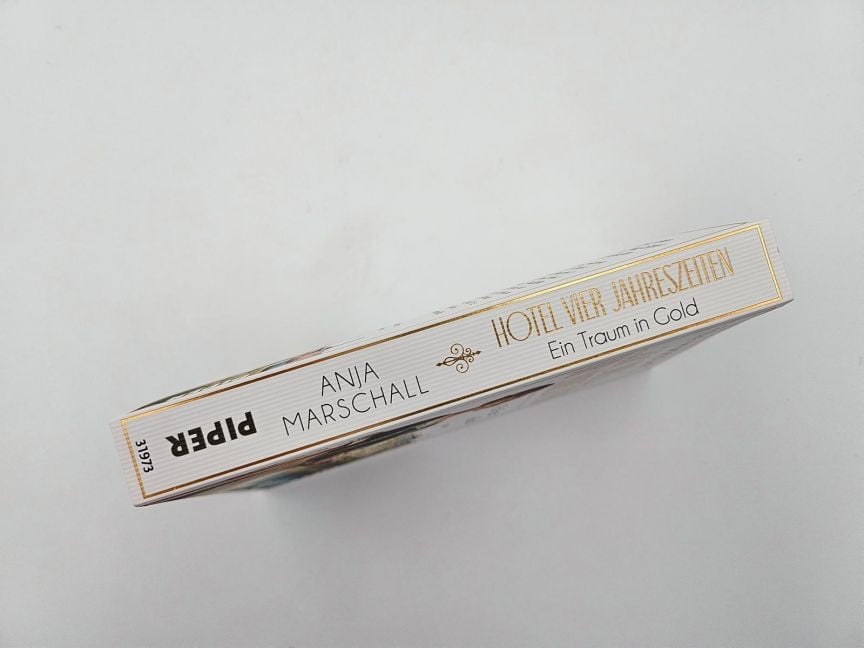 31973
PIPER
ANJA
MARSCHALL
HOTEL VIER JAHRESZEITEN
Ein Traum in Gold